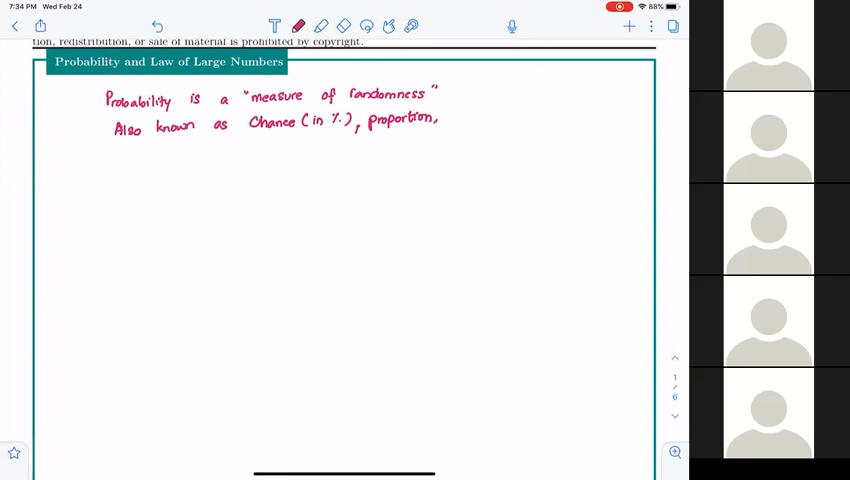 7:34 PM Wed Feb 24
88%
tion, redistribution, or sale of material is prohibited by copyright.
Probability and Law of Large Numbers
Probability is a "measure of randomness"
Also known as Chance (in %), proportion,
T
1
/
6